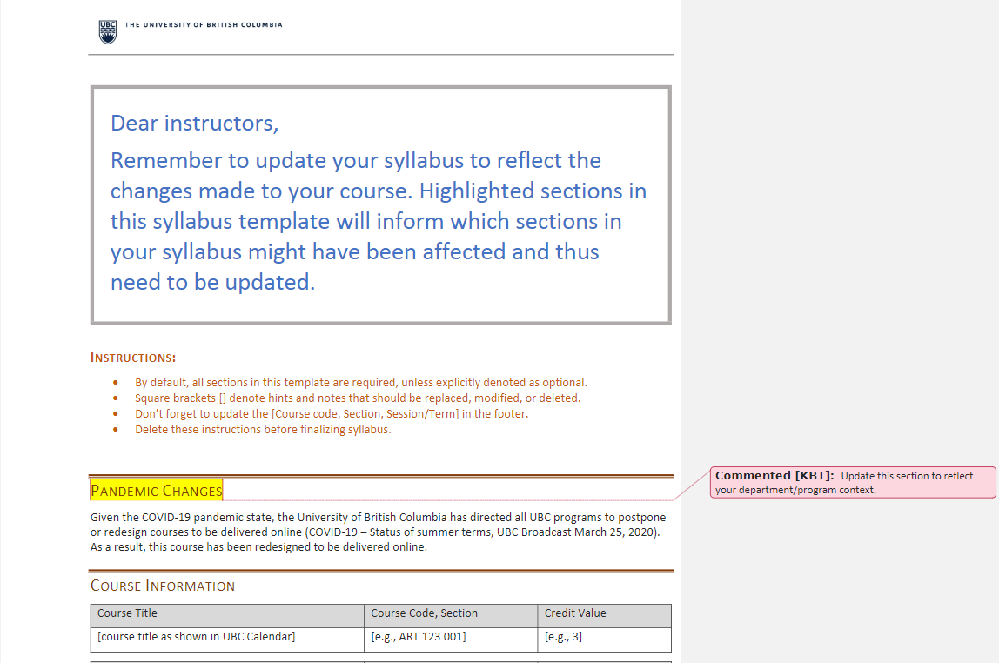 UBC
THE UNIVERSITY OF BRITISH COLUMBIA
Dear instructors,
Remember to update your syllabus to reflect the
changes made to your course. Highlighted sections in
this syllabus template will inform which sections in
your syllabus might have been affected and thus
need to be updated.
INSTRUCTIONS:
• By default, all sections in this template are required, unless explicitly denoted as optional.
• Square brackets [] denote hints and notes that should be replaced, modified, or deleted.
• Don't forget to update the [Course code, Section, Session/Term] in the footer.
• Delete these instructions before finalizing syllabus.
PANDEMIC CHANGES
Commented [KB1]: Update this section to reflect
your department/program context.
Given the COVID-19 pandemic state, the University of British Columbia has directed all UBC programs to postpone
or redesign courses to be delivered online (COVID-19 – Status of summer terms, UBC Broadcast March 25, 2020).
As a result, this course has been redesigned to be delivered online.
COURSE INFORMATION
Course Title Course Code, Section Credit Value
[course title as shown in UBC Calendar] [e.g., ART 123 001] [e.g., 3]